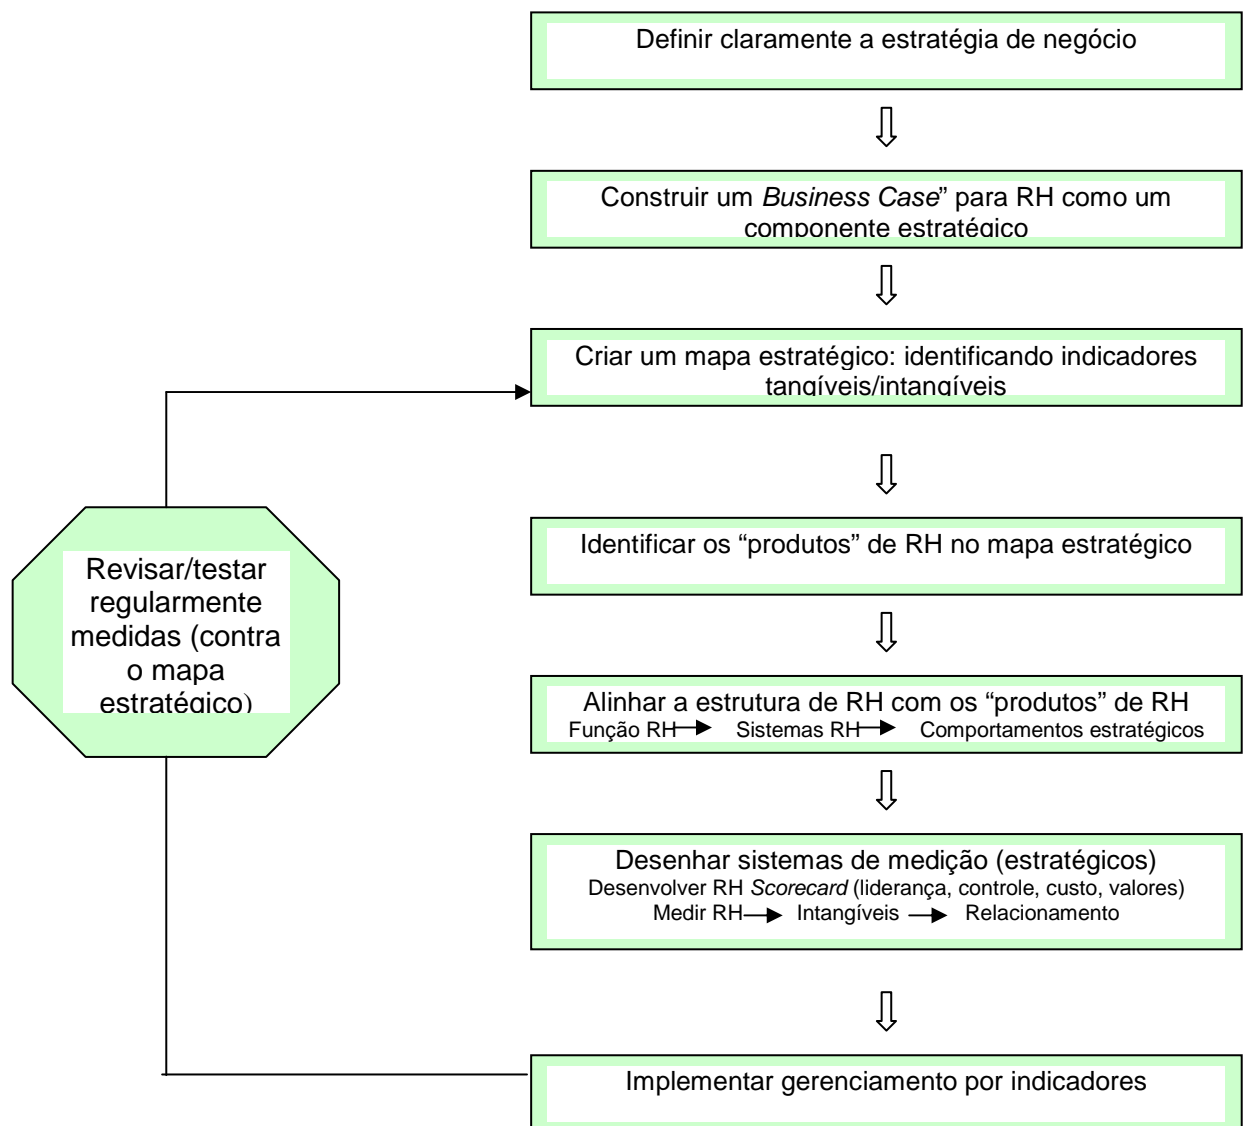 Definir claramente a estratégia de negócio
Construir um Business Case” para RH como um
componente estratégico
Criar um mapa estratégico: identificando indicadores
tangíveis/intangíveis
Identificar os “produtos” de RH no mapa estratégico
Revisar/testar
regularmente
medidas (contra
o mapa
estratégico)
Alinhar a estrutura de RH com os “produtos” de RH
Função RH Sistemas RH Comportamentos estratégicos
Desenhar sistemas de medição (estratégicos)
Desenvolver RH Scorecard (liderança, controle, custo, valores)
Medir RH Intangíveis Relacionamento
Implementar gerenciamento por indicadores